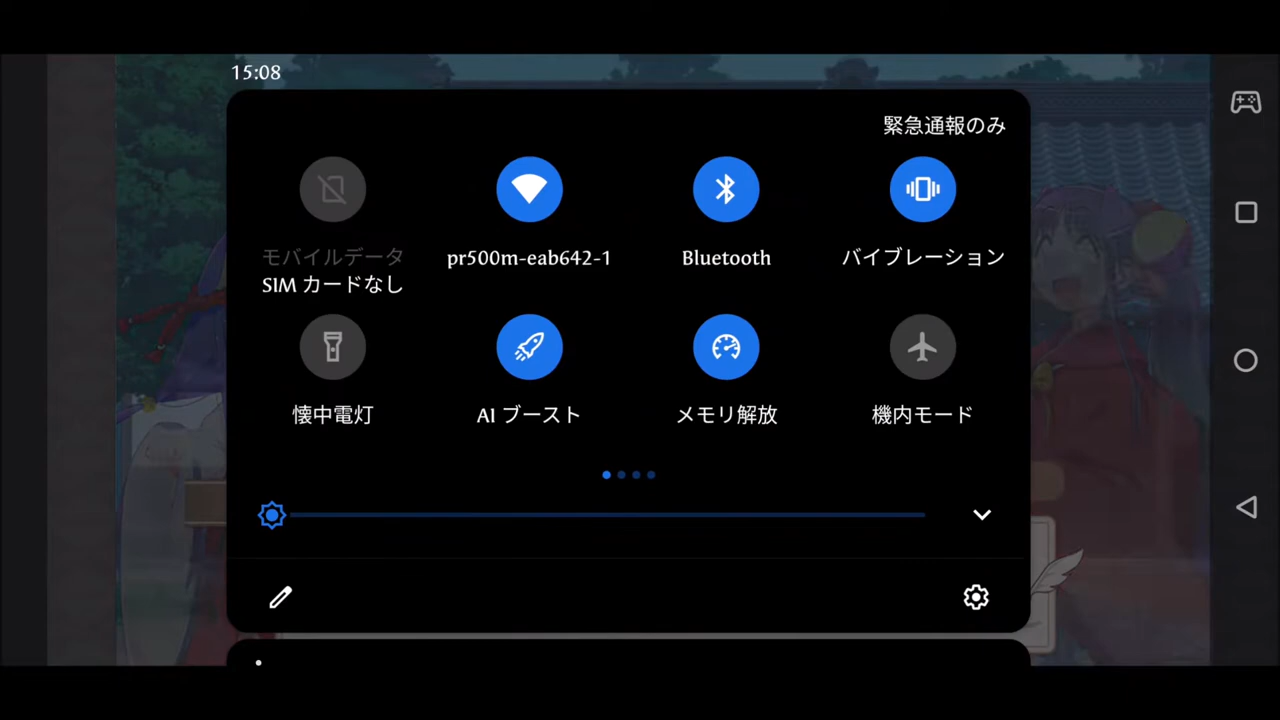 15:08
緊急通報のみ
モバイルデータ
SIM カードなし
pr500m-eab642-1
Bluetooth
バイブレーション
懐中電灯
AI ブースト
メモリ解放
機内モード